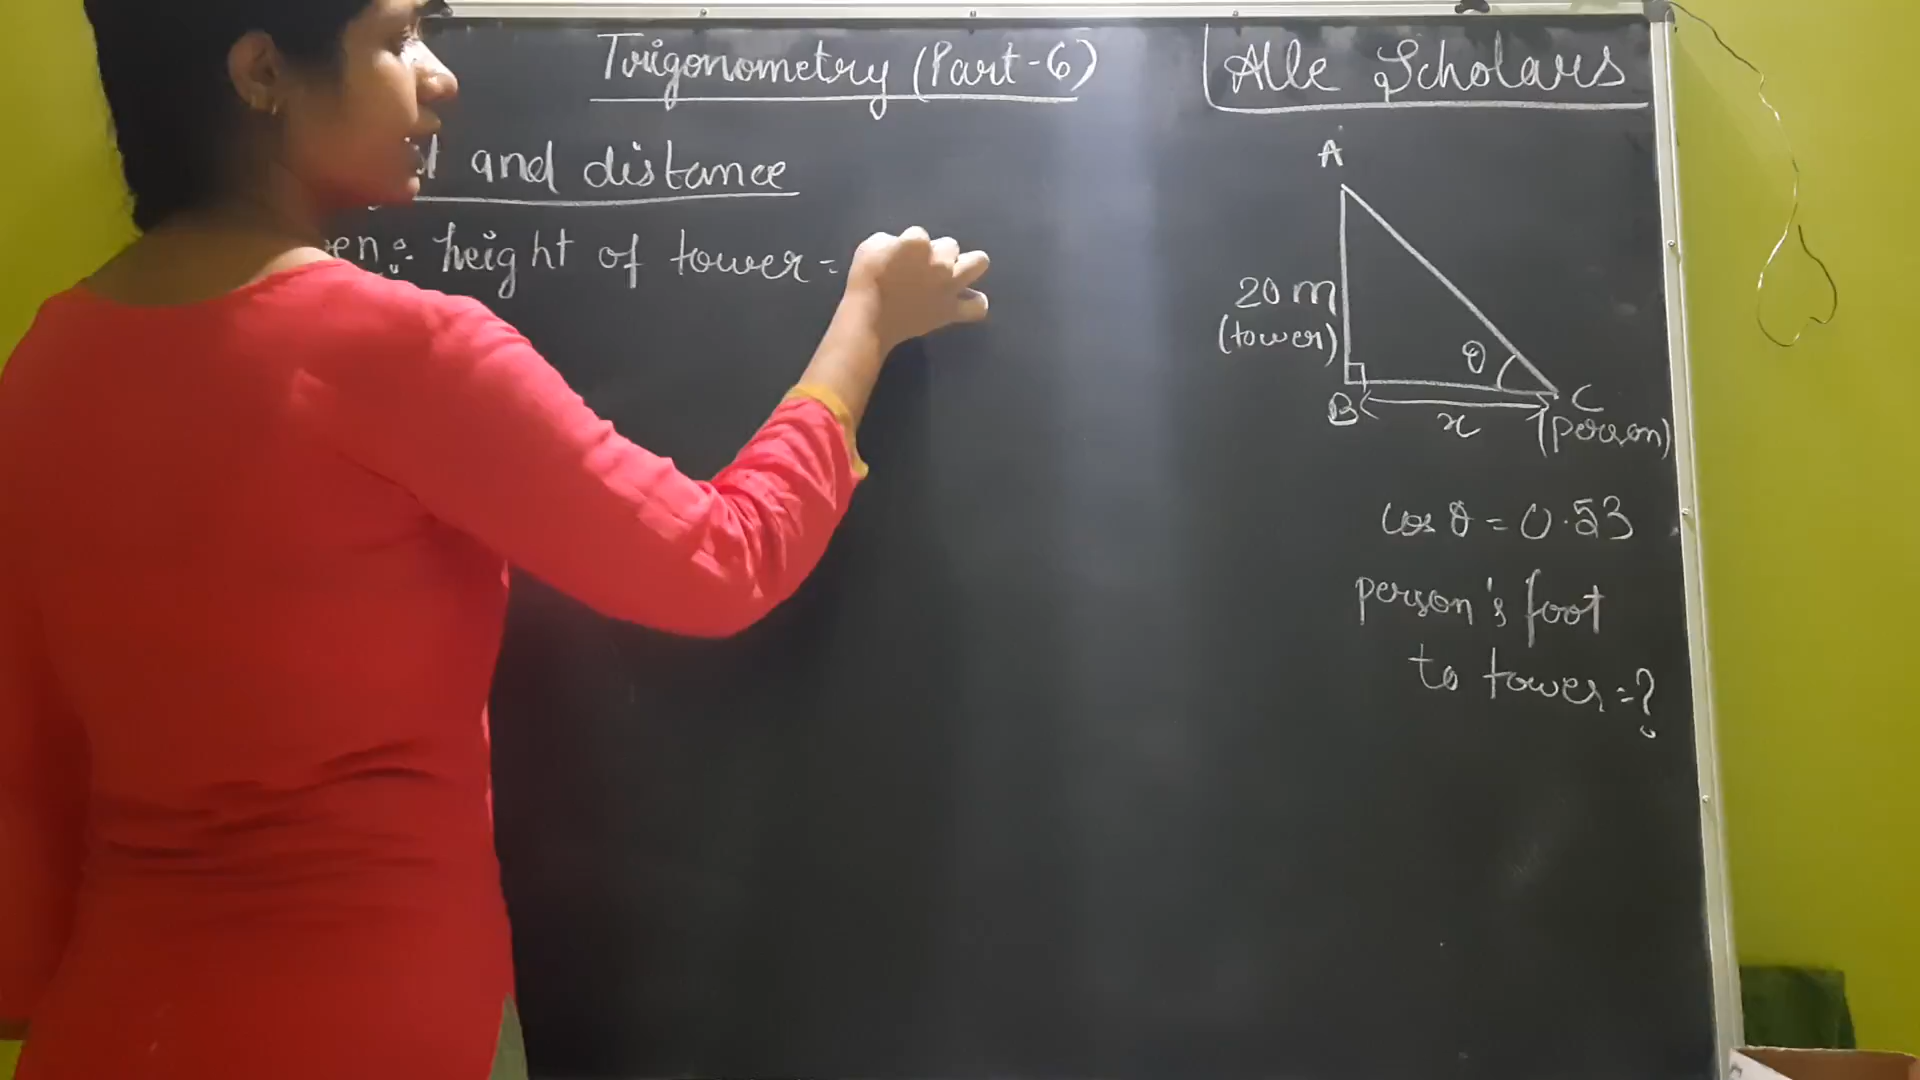 Trigonometry (Part-6)
Alle Scholars
and distance
height of tower =
A
20 m
(tower)
θ
B
x
C
(person)
cos θ = 0.53
person's foot
to tower = ?